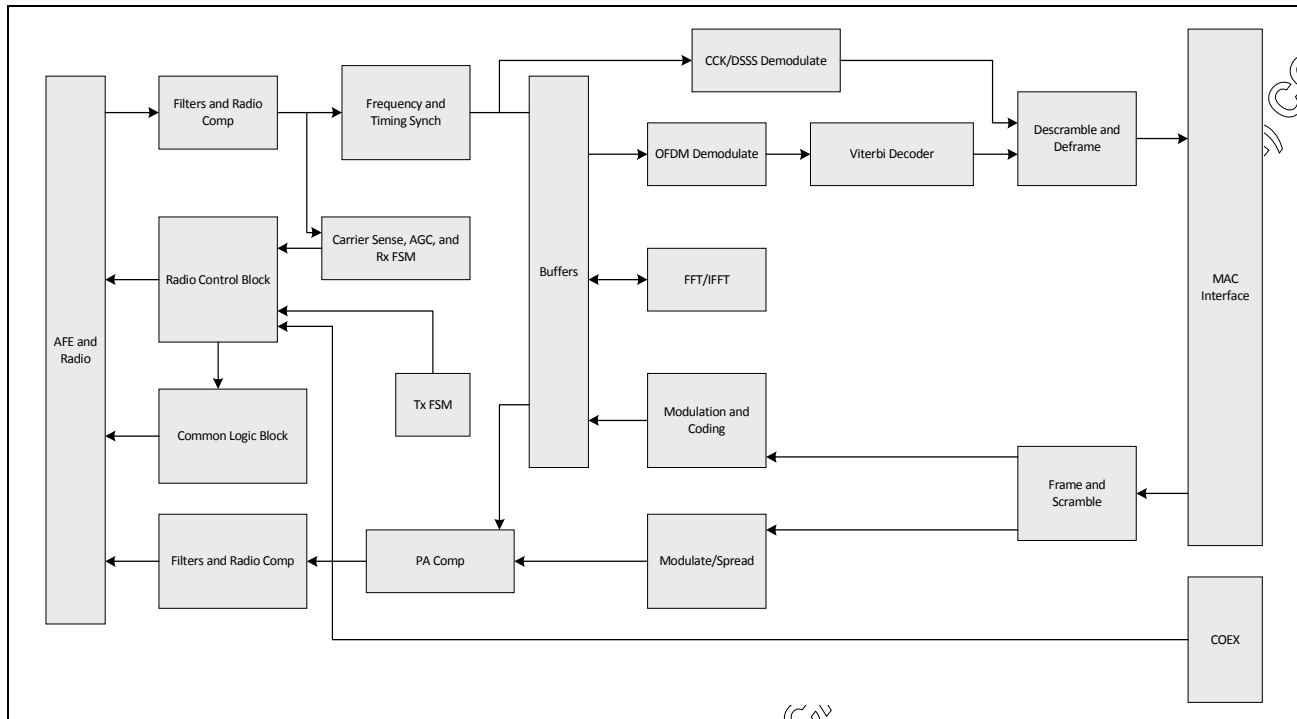 CCK/DSSS Demodulate
Filters and Radio
Comp
Frequency and
Timing Synch
Descramble and
Deframe
OFDM Demodulate
Viterbi Decoder
Carrier Sense, AGC, and
Rx FSM
Radio Control Block
Buffers
FFT/IFFT
MAC
Interface
AFE and
Radio
Tx FSM
Modulation and
Coding
Common Logic Block
Frame and
Scramble
Filters and Radio Comp
PA Comp
Modulate/Spread
COEX